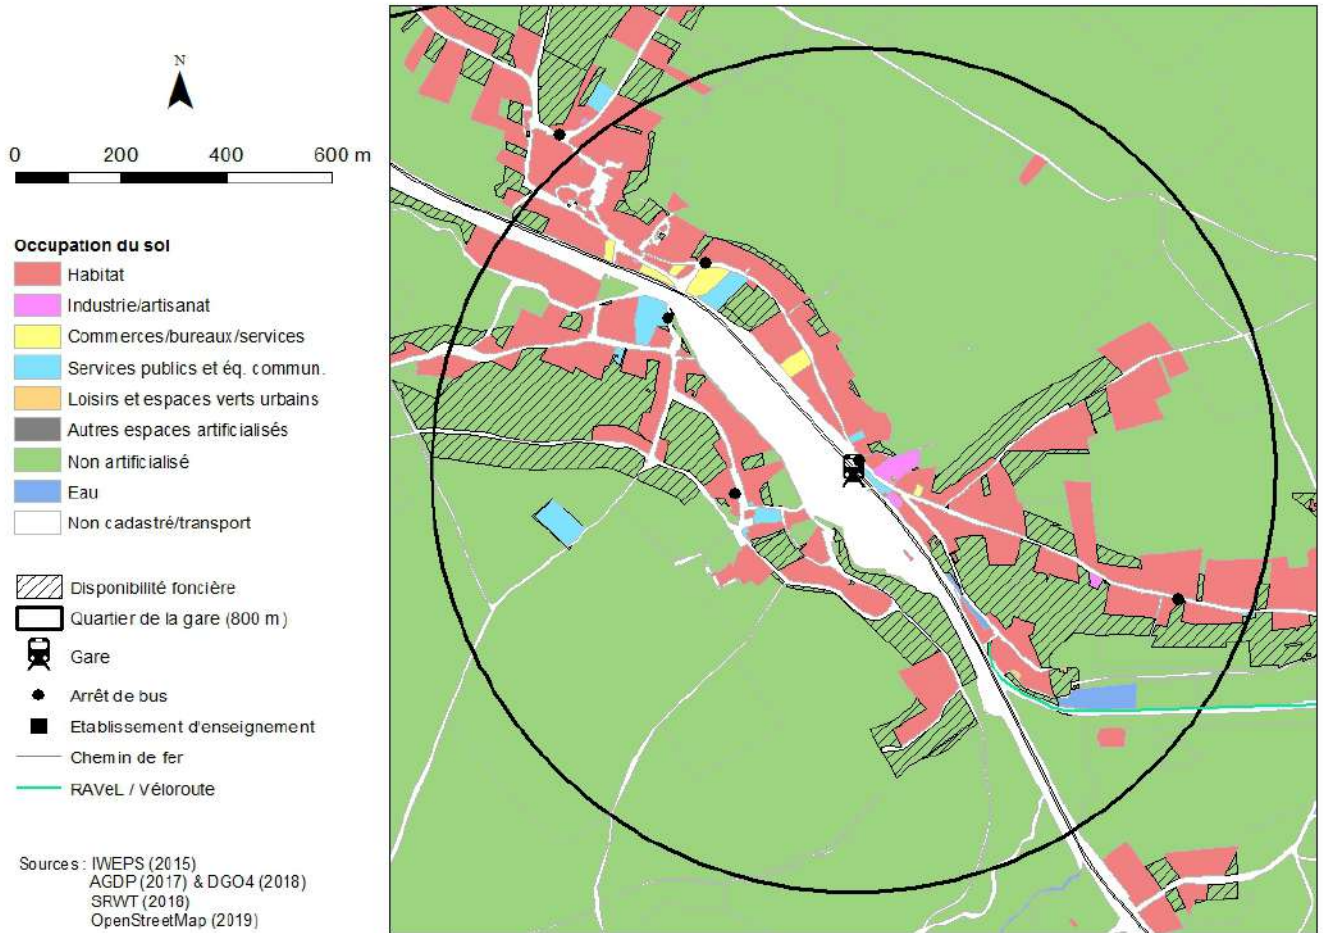 N
0 200 400 600 m
Occupation du sol
Habitat
Industrie/artisanat
Commerces/bureaux/services
Services publics et éq. commun.
Loisirs et espaces verts urbains
Autres espaces artificialisés
Non artificialisé
Eau
Non cadastré/transport
Disponibilité foncière
Quartier de la gare (800 m)
Gare
Arrêt de bus
Etablissement d'enseignement
Chemin de fer
RAVeL / Véloroute
Sources : IWEPS (2015)
AGDP (2017) & DGO4 (2018)
SRWT (2018)
OpenStreetMap (2019)